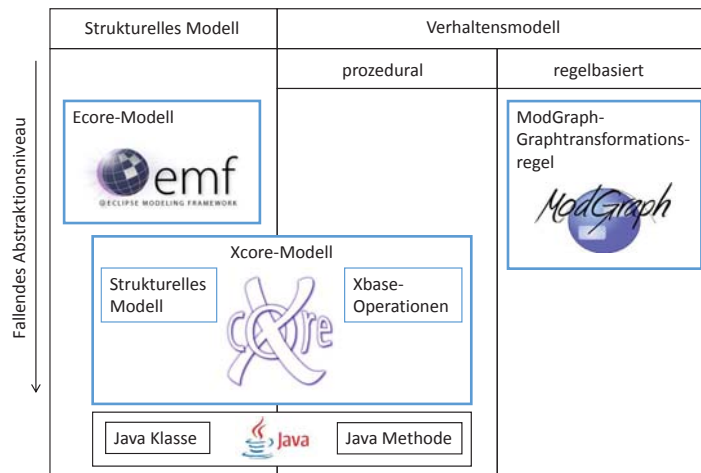 Strukturelles Modell
Verhaltensmodell
prozedural
regelbasiert
Fallendes Abstraktionsniveau
Ecore-Modell
emf
@ECLIPSE MODELING FRAMEWORK
ModGraph-
Graphtransformations-
regel
ModGraph
Xcore-Modell
Strukturelles
Modell
Xcore
Xbase-
Operationen
Java Klasse
Java
Java Methode